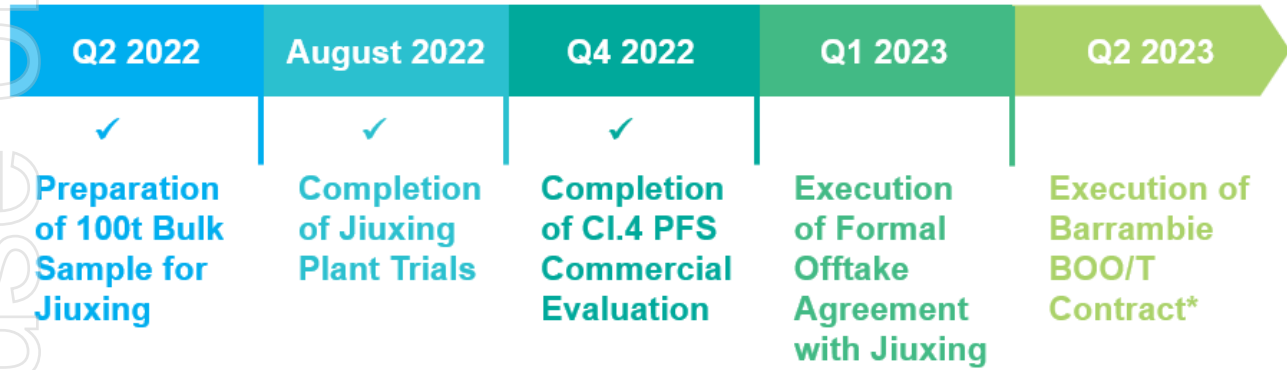 Q2 2022
August 2022
Q4 2022
Q1 2023
Q2 2023
✓
✓
✓
Preparation
of 100t Bulk
Sample for
Jiuxing
Completion
of Jiuxing
Plant Trials
Completion
of Cl.4 PFS
Commercial
Evaluation
Execution
of Formal
Offtake
Agreement
with Jiuxing
Execution of
Barrambie
BOO/T
Contract*